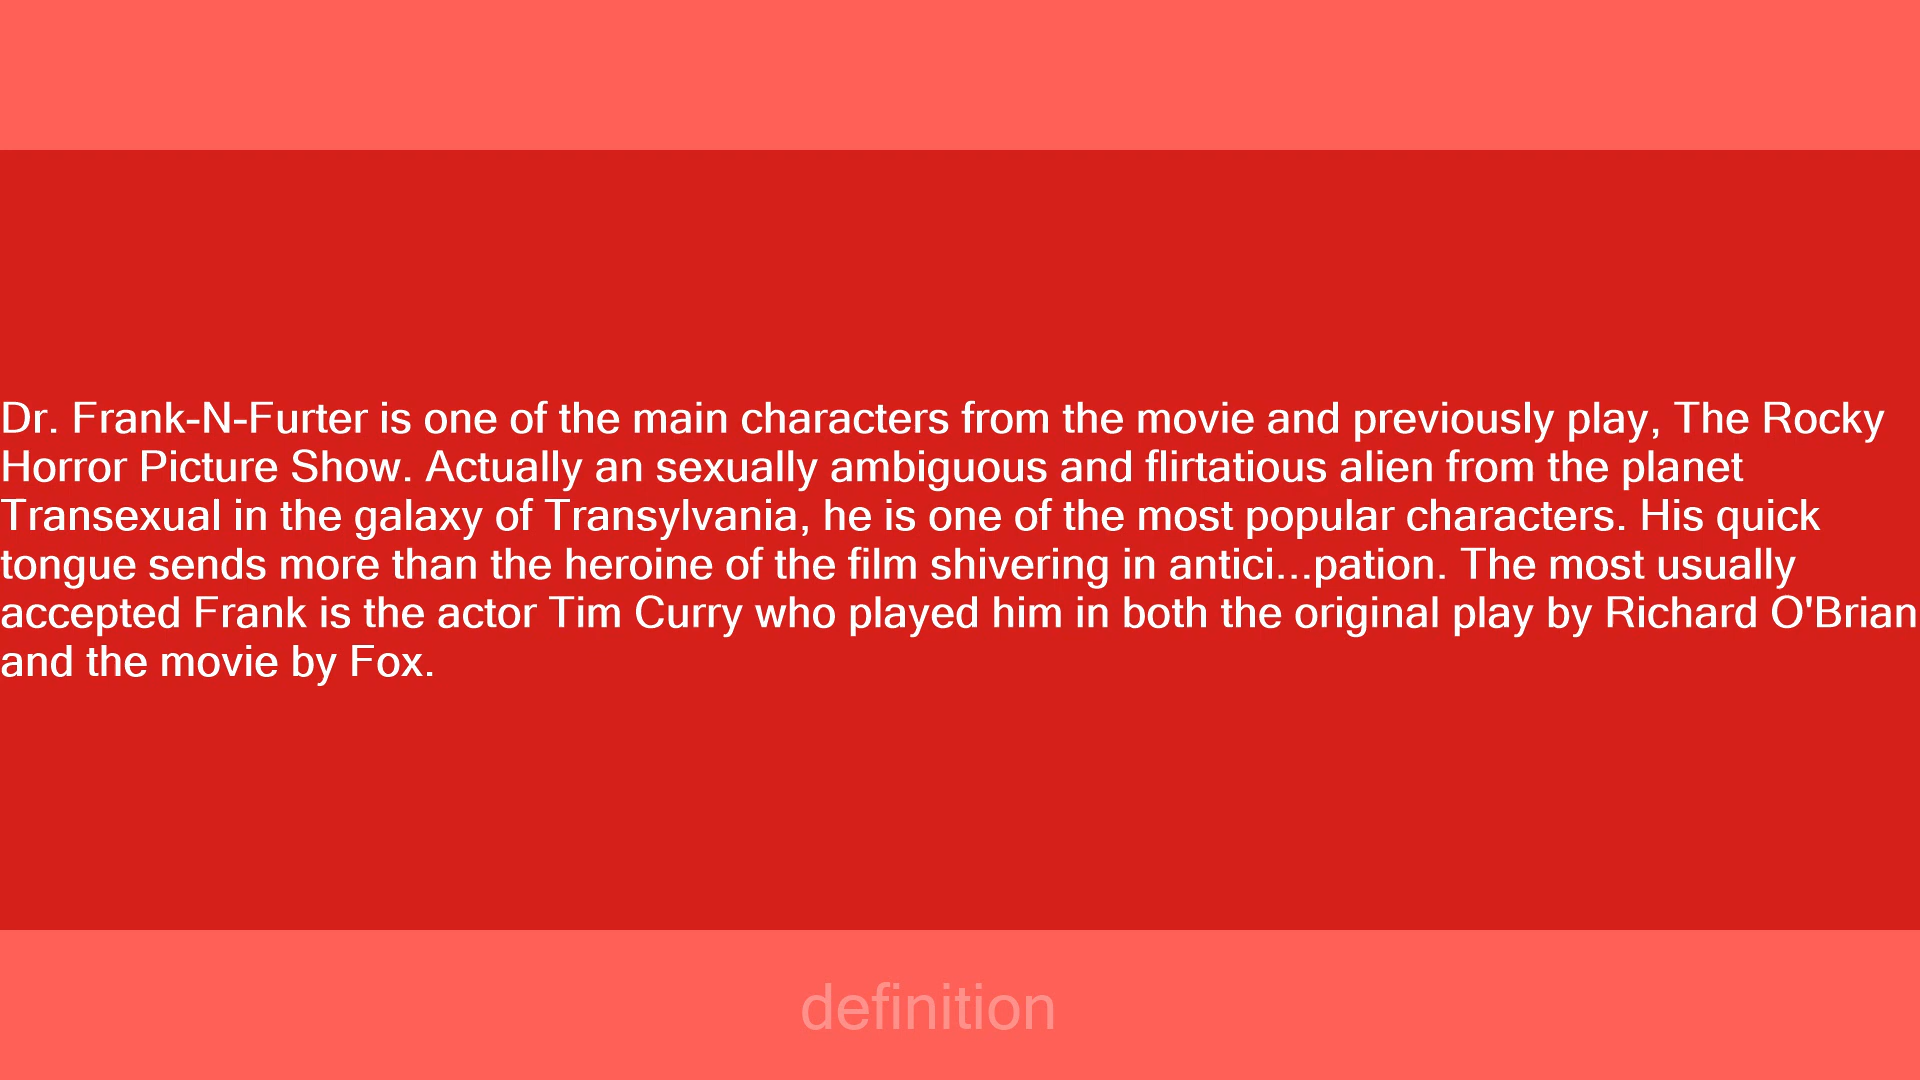 Dr. Frank-N-Furter is one of the main characters from the movie and previously play, The Rocky
Horror Picture Show. Actually an sexually ambiguous and flirtatious alien from the planet
Transexual in the galaxy of Transylvania, he is one of the most popular characters. His quick
tongue sends more than the heroine of the film shivering in antici...pation. The most usually
accepted Frank is the actor Tim Curry who played him in both the original play by Richard O'Brian
and the movie by Fox.
definition